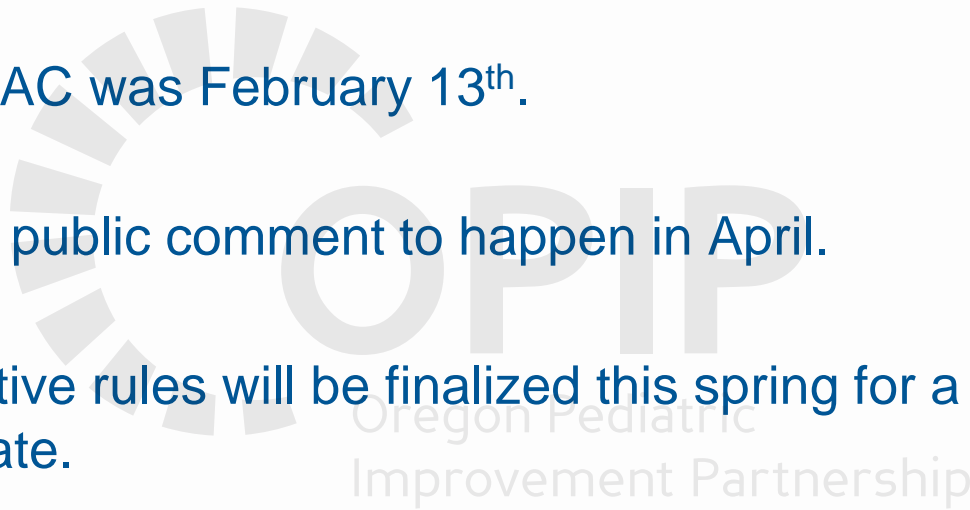 AC was February 13th.
public comment to happen in April.
tive rules will be finalized this spring for a
ate.
OPIP
Oregon Pediatric
Improvement Partnership